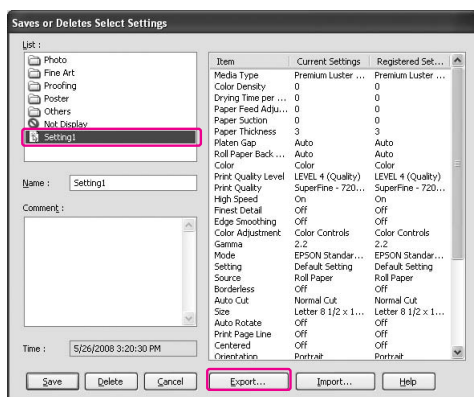 Saves or Deletes Select Settings
List :
Photo
Fine Art
Proofing
Poster
Others
Not Display
Setting1
Name : Setting1
Comment :
Time : 5/26/2008 3:20:30 PM
Item Current Settings Registered Set...
Media Type Premium Luster ... Premium Luster ...
Color Density 0 0
Drying Time per ... 0 0
Paper Feed Adju... 0 0
Paper Suction 0 0
Paper Thickness 3 3
Platen Gap Auto Auto
Roll Paper Back ... Auto Auto
Color Color Color
Print Quality Level LEVEL 4 (Quality) LEVEL 4 (Quality)
Print Quality SuperFine - 720... SuperFine - 720...
High Speed On On
Finest Detail Off Off
Edge Smoothing Off Off
Color Adjustment Color Controls Color Controls
Gamma 2.2 2.2
Mode EPSON Standar... EPSON Standar...
Setting Default Setting Default Setting
Source Roll Paper Roll Paper
Borderless Off Off
Auto Cut Normal Cut Normal Cut
Size Letter 8 1/2 x 1... Letter 8 1/2 x 1...
Auto Rotate Off Off
Print Page Line Off Off
Centered Off Off
Orientation Portrait Portrait
Save Delete Cancel Export... Import... Help